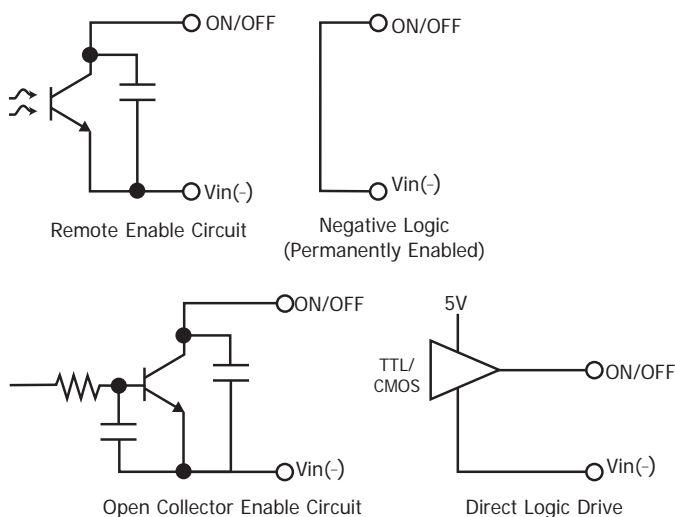 ON/OFF
Vin(-)
Remote Enable Circuit
ON/OFF
Vin(-)
Negative Logic
(Permanently Enabled)
ON/OFF
Vin(-)
Open Collector Enable Circuit
5V
TTL/
CMOS
ON/OFF
Vin(-)
Direct Logic Drive